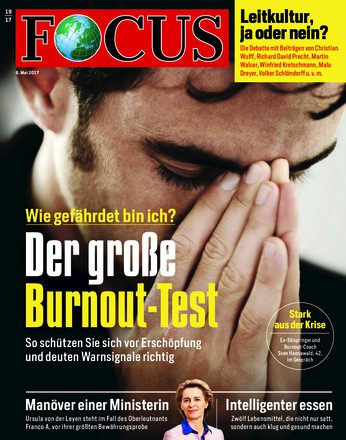 19
17
FOCUS
6. Mai 2017
Leitkultur,
ja oder nein?
Die Debatte mit Beiträgen von Christian
Wulff, Richard David Precht, Martin
Walser, Winfried Kretschmann, Malu
Dreyer, Volker Schlöndorff u.v.m.
Wie gefährdet bin ich?
Der große
Burnout-Test
So schützen Sie sich vor Erschöpfung
und deuten Warnsignale richtig
Stark
aus der Krise
Ex-Skispringer und
Burnout-Coach
Sven Hannawald, 42,
im Gespräch
Manöver einer Ministerin
Ursula von der Leyen steht im Fall des Oberleutnants
Franco A. vor ihrer größten Bewährungsprobe
Intelligenter essen
Zwölf Lebensmittel, die nicht nur satt,
sondern auch klug und gesund machen